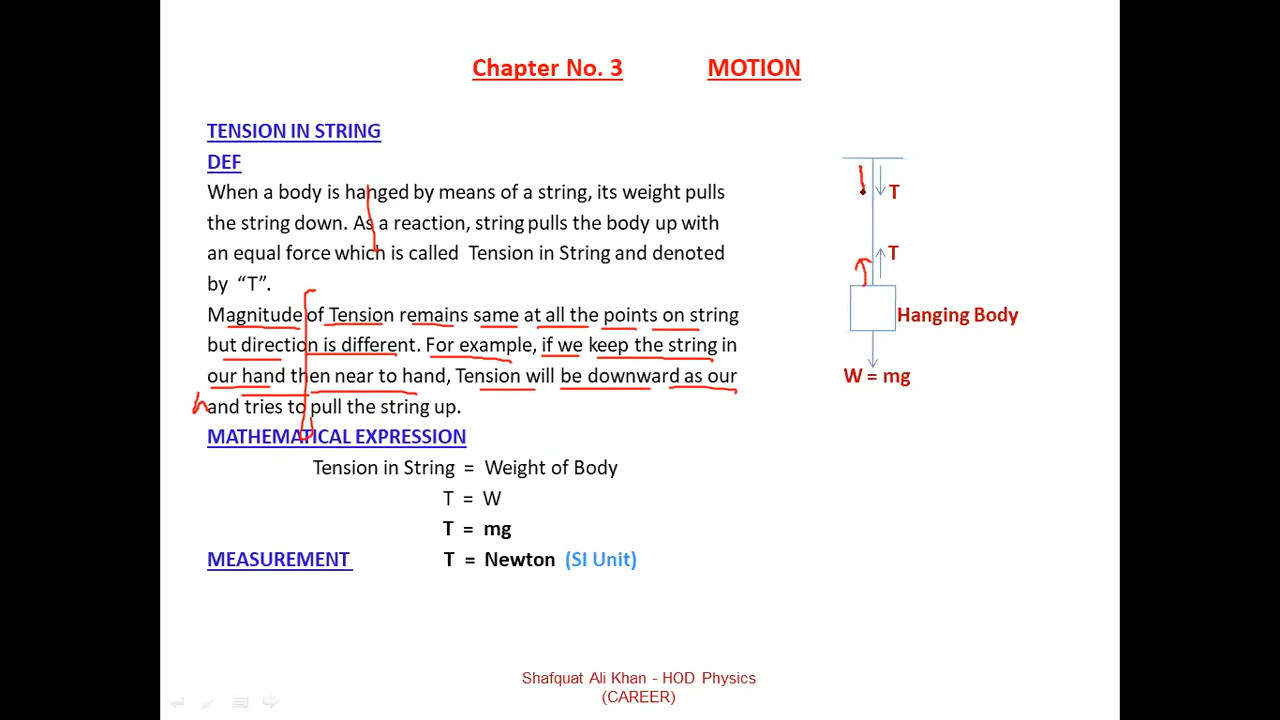 Chapter No. 3 MOTION
TENSION IN STRING
DEF
When a body is hanged by means of a string, its weight pulls
the string down. As a reaction, string pulls the body up with
an equal force which is called Tension in String and denoted
by “T”.
Magnitude of Tension remains same at all the points on string
but direction is different. For example, if we keep the string in
our hand then near to hand, Tension will be downward as our
hand tries to pull the string up.
MATHEMATICAL EXPRESSION
Tension in String = Weight of Body
T = W
T = mg
MEASUREMENT T = Newton (SI Unit)
T
T
Hanging Body
W = mg
Shafquat Ali Khan - HOD Physics
(CAREER)